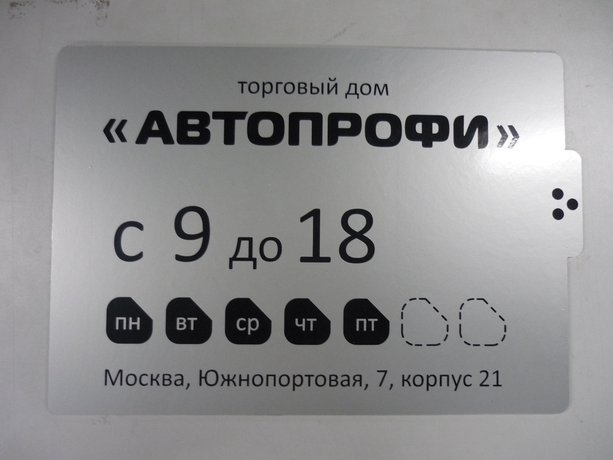 торговый дом
«АВТОПРОФИ»
с 9 до 18
пн вт ср чт пт
Москва, Южнопортовая, 7, корпус 21